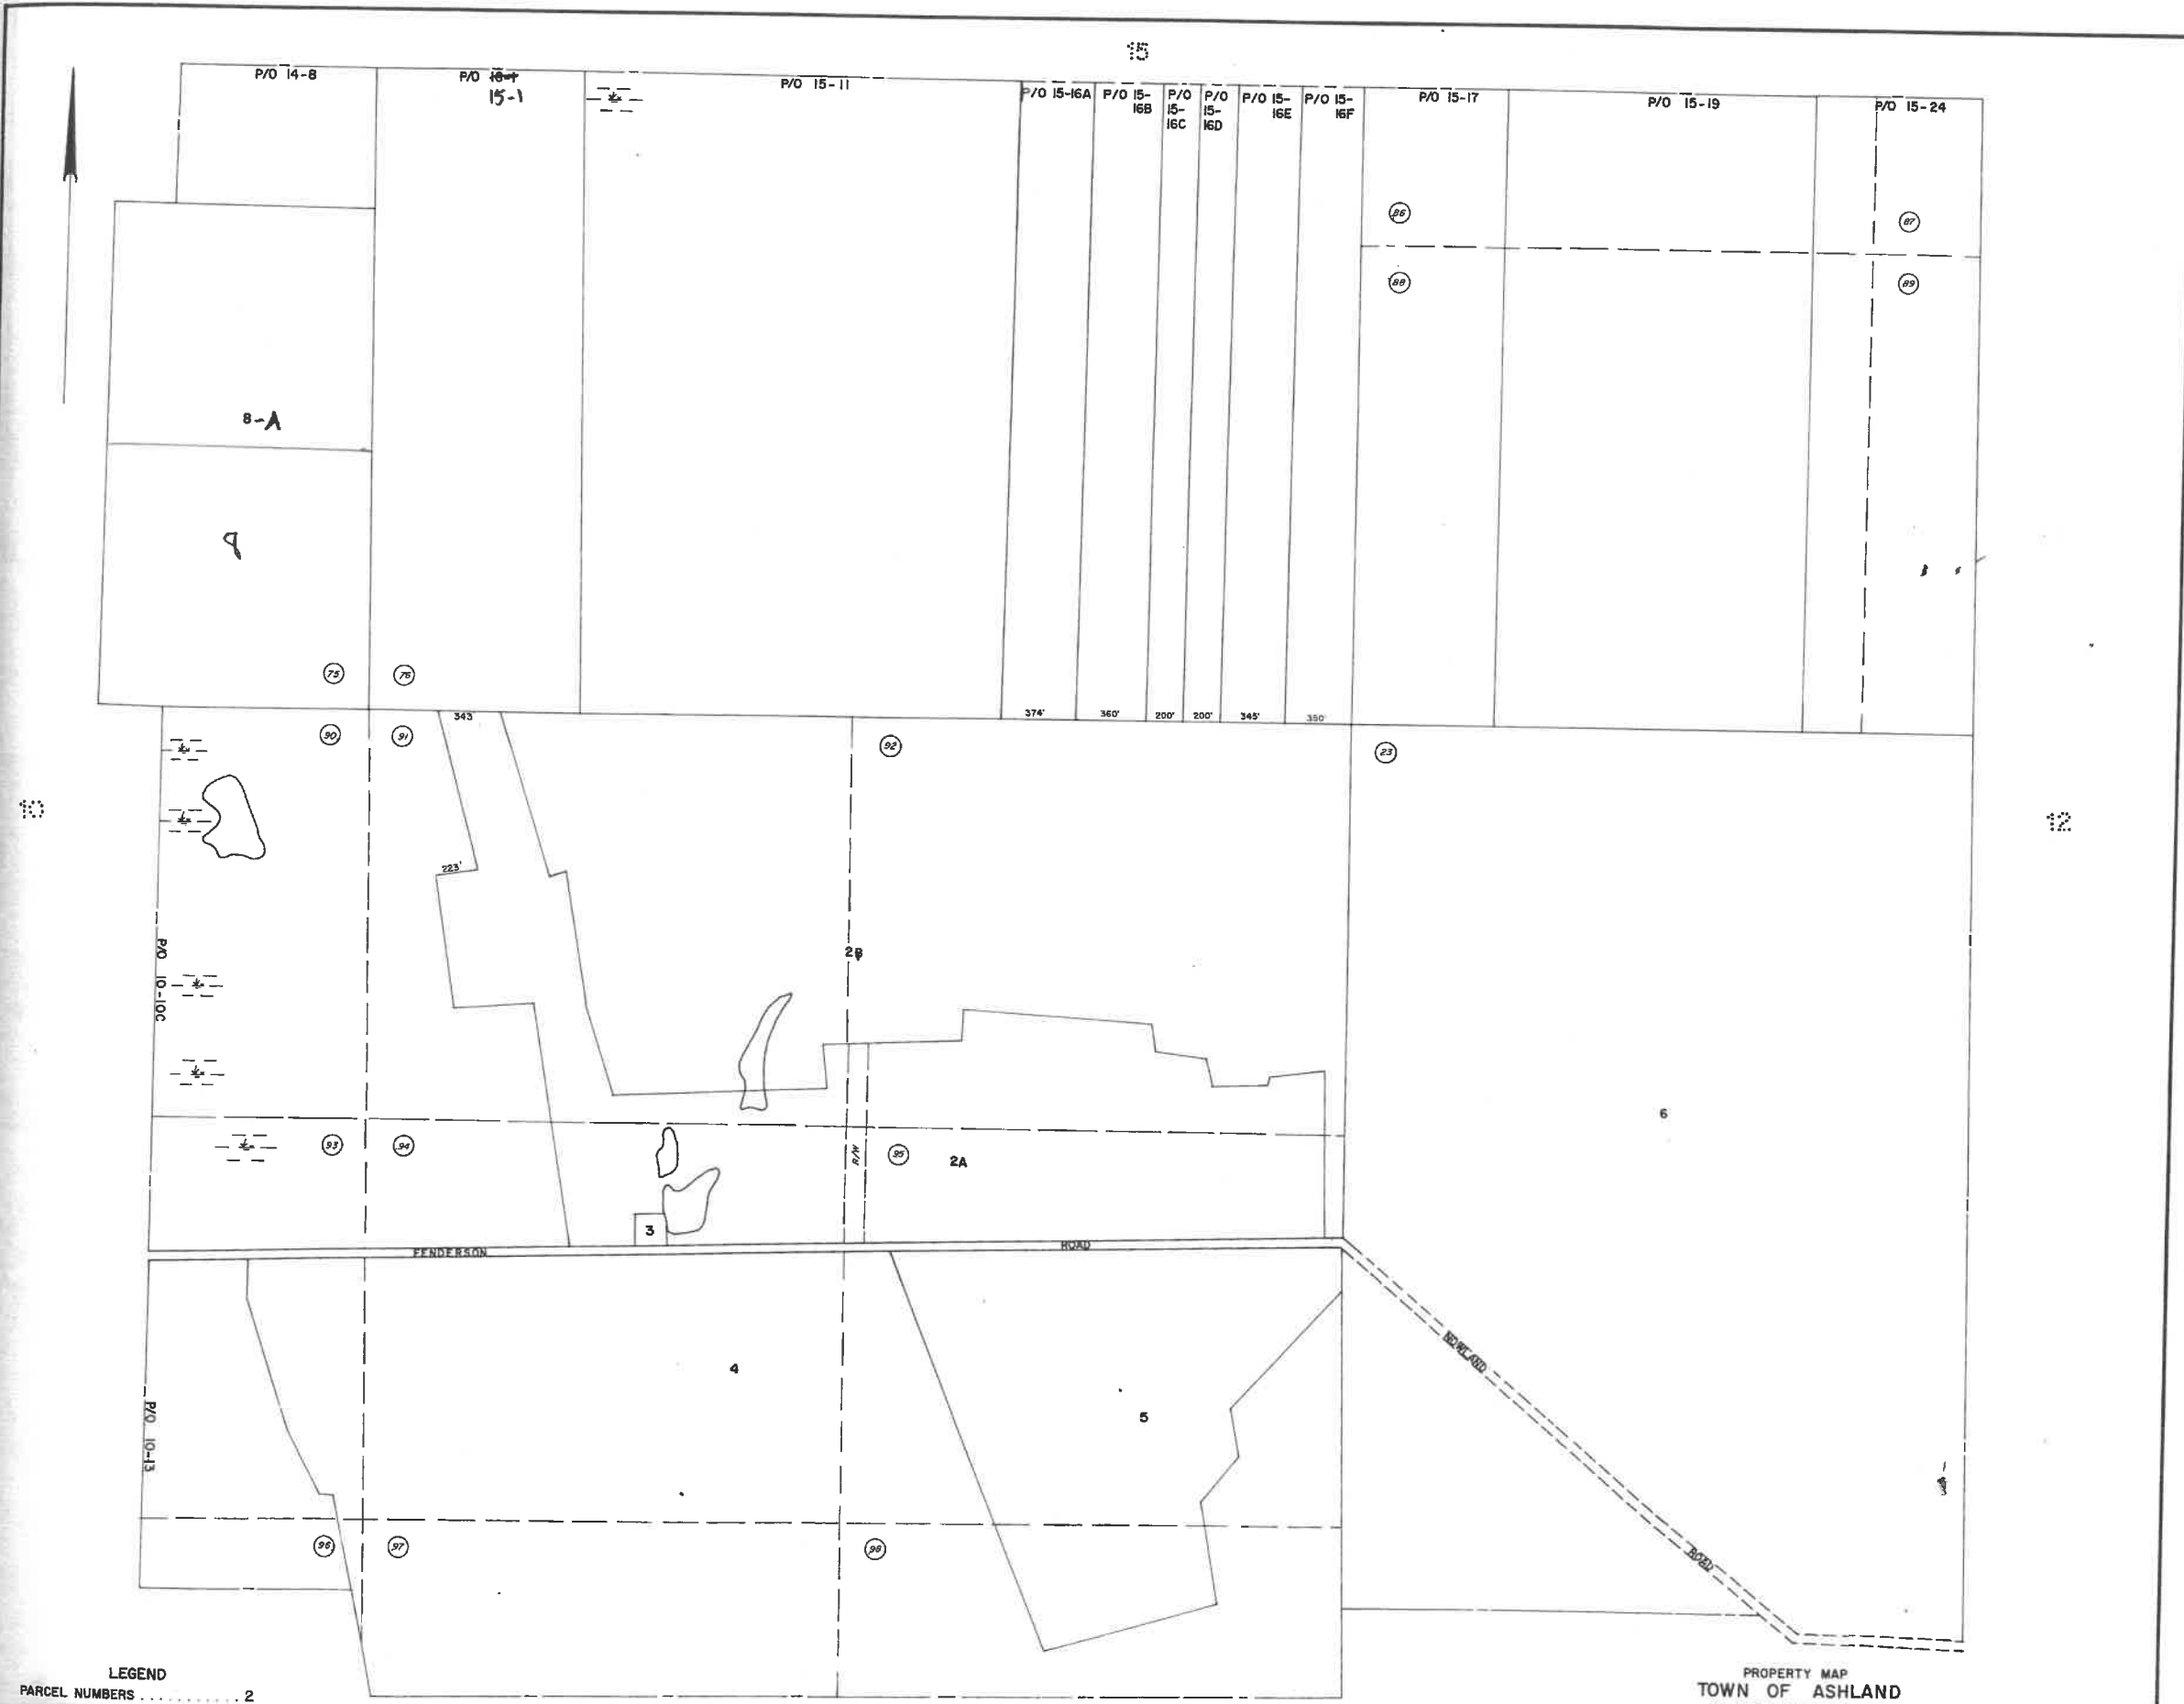 15
P/O 14-8
P/O 18-1
15-1
P/O 15-11
P/O 15-16A
P/O 15-
16B
P/O
15-
16C
P/O
15-
16D
P/O 15-
16E
P/O 15-
16F
P/O 15-17
P/O 15-19
P/O 15-24
86
87
88
89
8-A
75
76
374'
360'
200'
200'
345'
350'
343
90
91
92
23
10
12
223'
2B
P/O 10-10C
6
93
94
R/W
95
2A
3
FENDERSON ROAD
4
5
NOWLAND ROAD
P/O 10-13
96
97
98
LEGEND
PARCEL NUMBERS . . . . . . . . . . . 2
PROPERTY MAP
TOWN OF ASHLAND